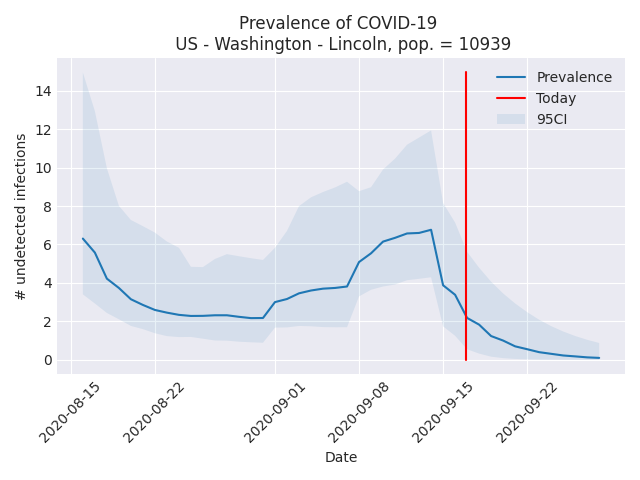 Prevalence of COVID-19
US - Washington - Lincoln, pop. = 10939
Prevalence
Today
95CI
# undetected infections
14
12
10
8
6
4
2
0
2020-08-15
2020-08-22
2020-09-01
2020-09-08
2020-09-15
2020-09-22
Date